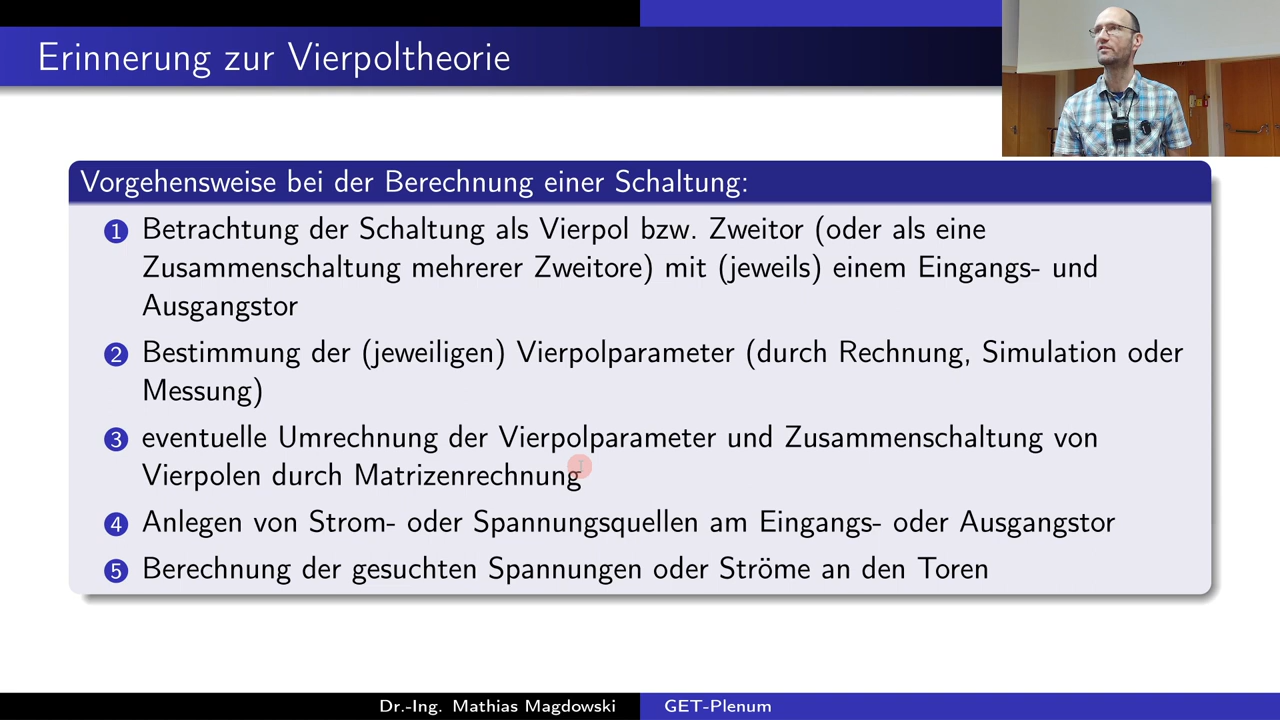 Erinnerung zur Vierpoltheorie
Vorgehensweise bei der Berechnung einer Schaltung:
1 Betrachtung der Schaltung als Vierpol bzw. Zweitor (oder als eine
Zusammenschaltung mehrerer Zweitore) mit (jeweils) einem Eingangs- und
Ausgangstor
2 Bestimmung der (jeweiligen) Vierpolparameter (durch Rechnung, Simulation oder
Messung)
3 eventuelle Umrechnung der Vierpolparameter und Zusammenschaltung von
Vierpolen durch Matrizenrechnung
4 Anlegen von Strom- oder Spannungsquellen am Eingangs- oder Ausgangstor
5 Berechnung der gesuchten Spannungen oder Ströme an den Toren
Dr.-Ing. Mathias Magdowski
GET-Plenum